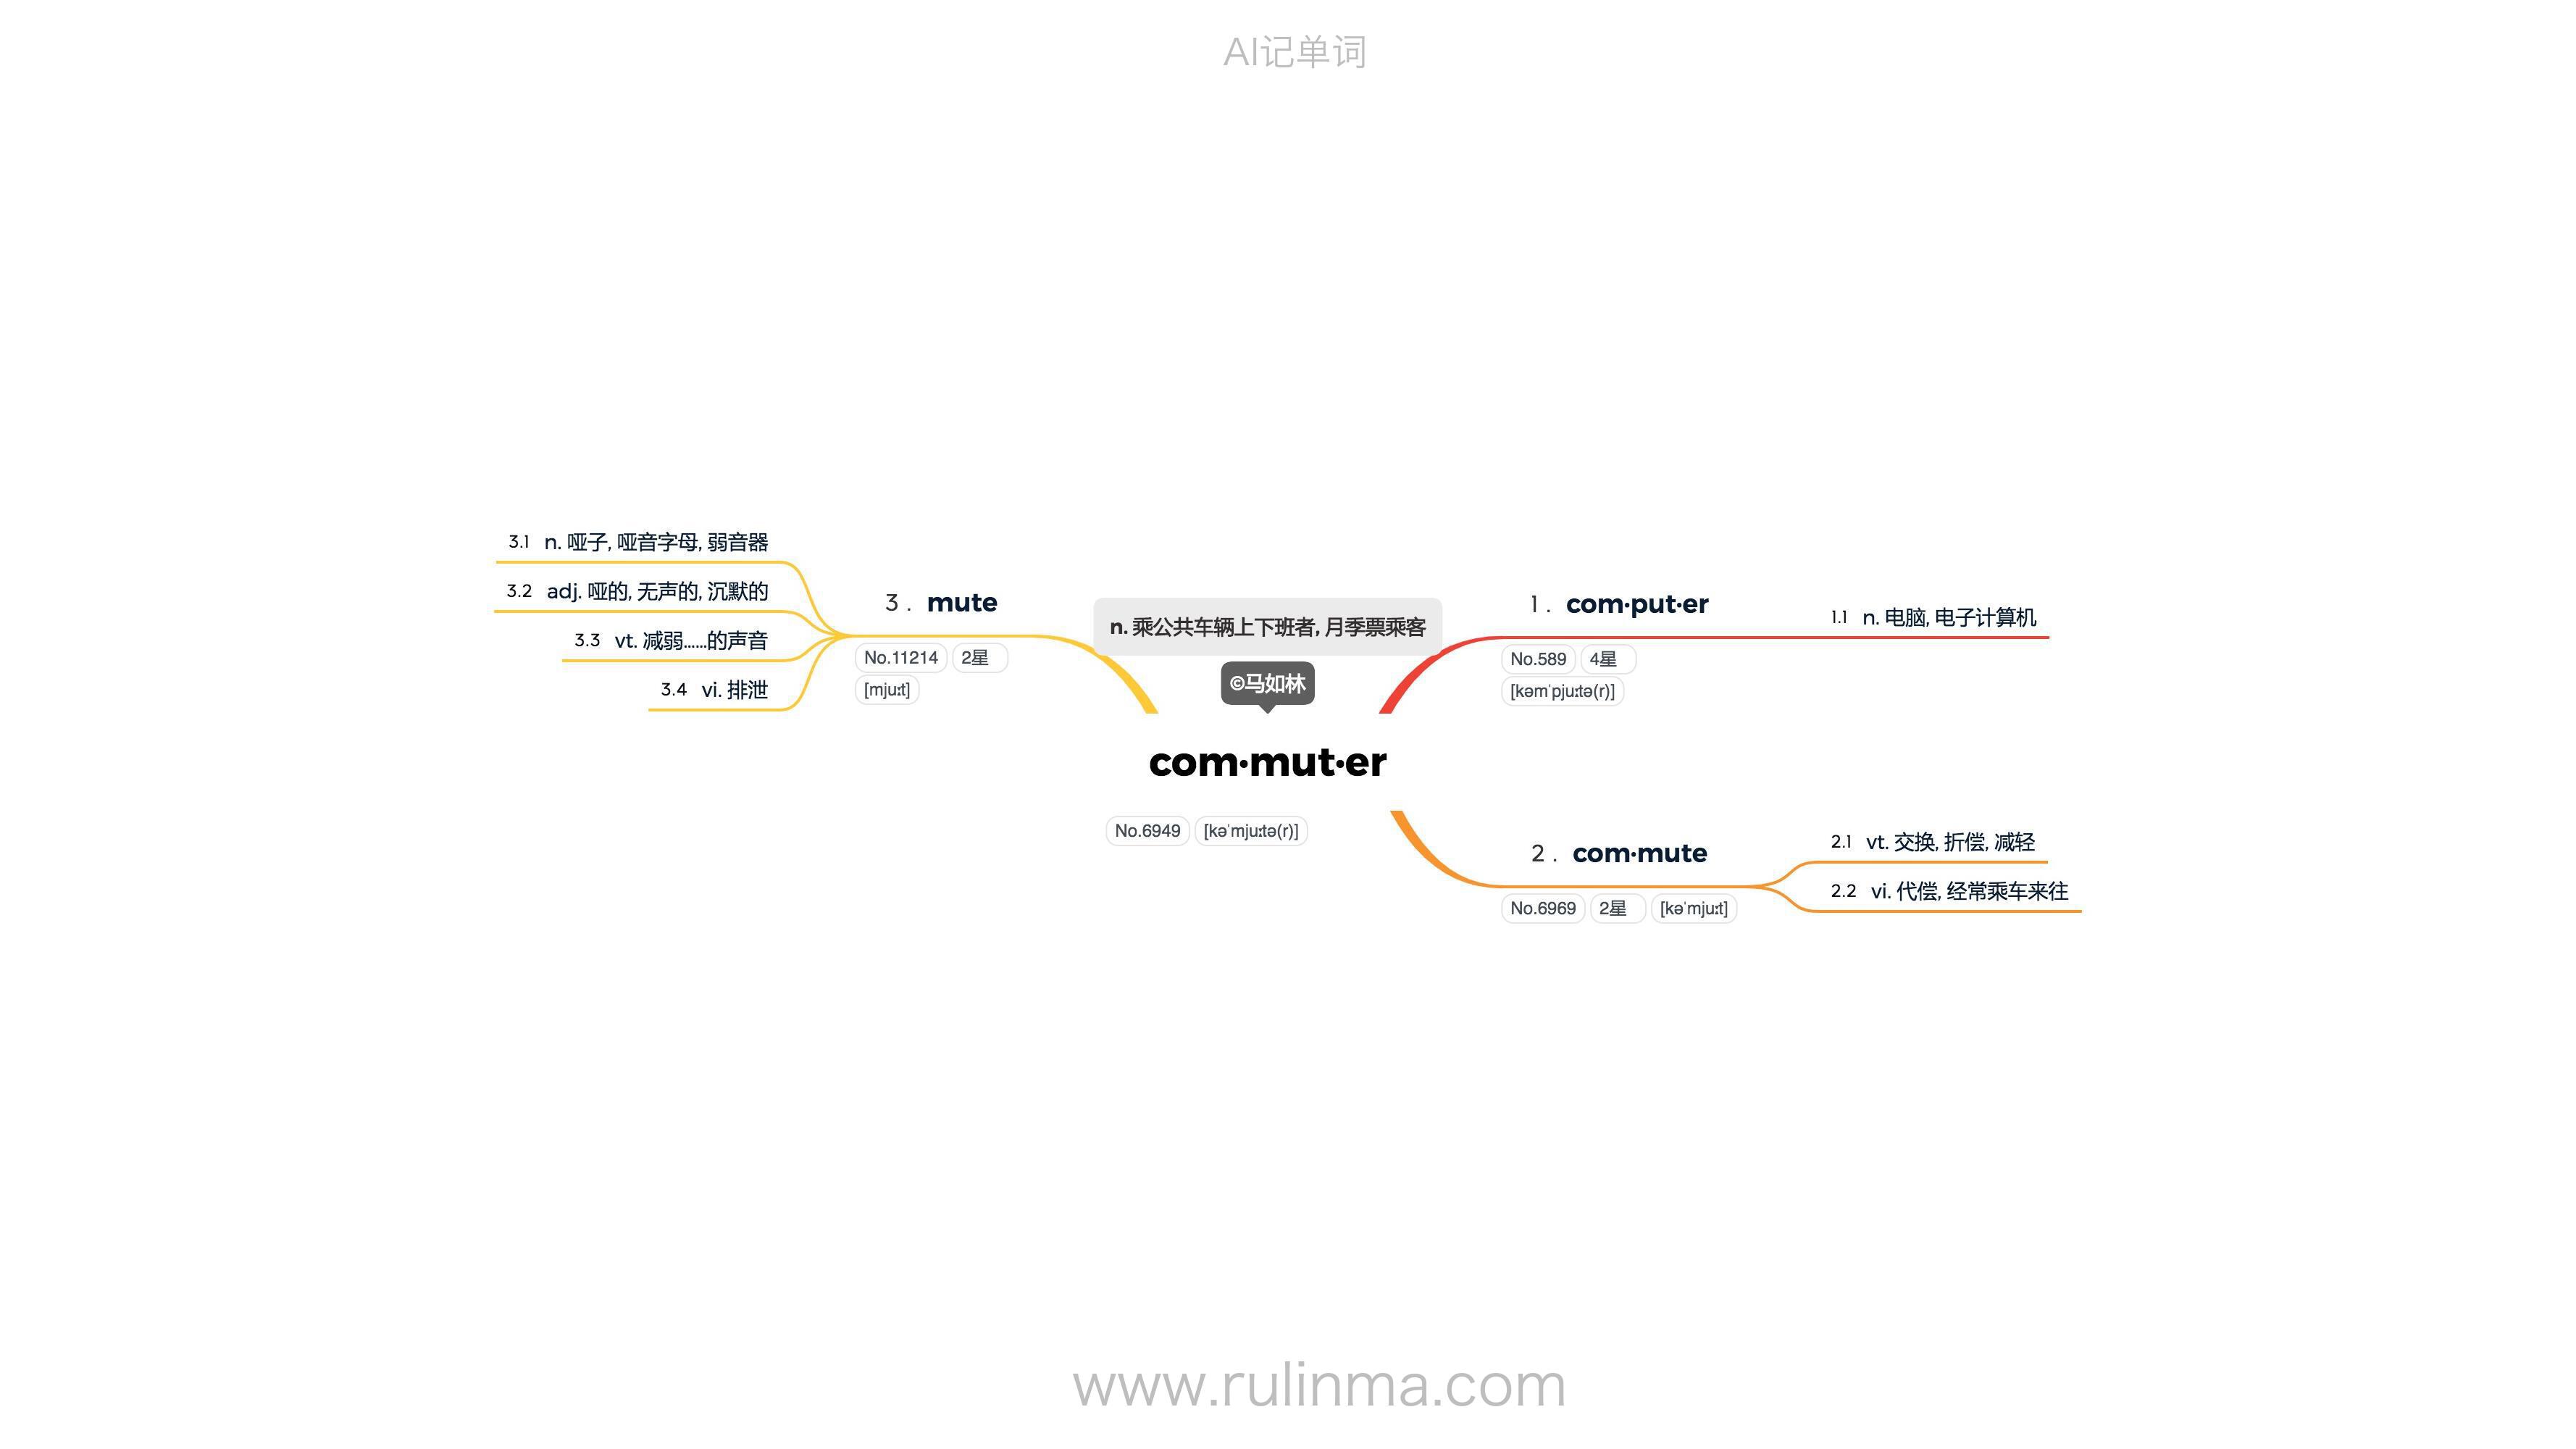 AI记单词
3.1 n. 哑子, 哑音字母, 弱音器
3.2 adj. 哑的, 无声的, 沉默的
3.3 vt. 减弱……的声音
3.4 vi. 排泄
3 . mute
No.11214 2星
[mjuːt]
n. 乘公共车辆上下班者, 月季票乘客
©马如林
com·mut·er
No.6949 [kəˈmjuːtə(r)]
1 . com·put·er
No.589 4星
[kəmˈpjuːtə(r)]
1.1 n. 电脑, 电子计算机
2 . com·mute
No.6969 2星 [kəˈmjuːt]
2.1 vt. 交换, 折偿, 减轻
2.2 vi. 代偿, 经常乘车来往
www.rulinma.com